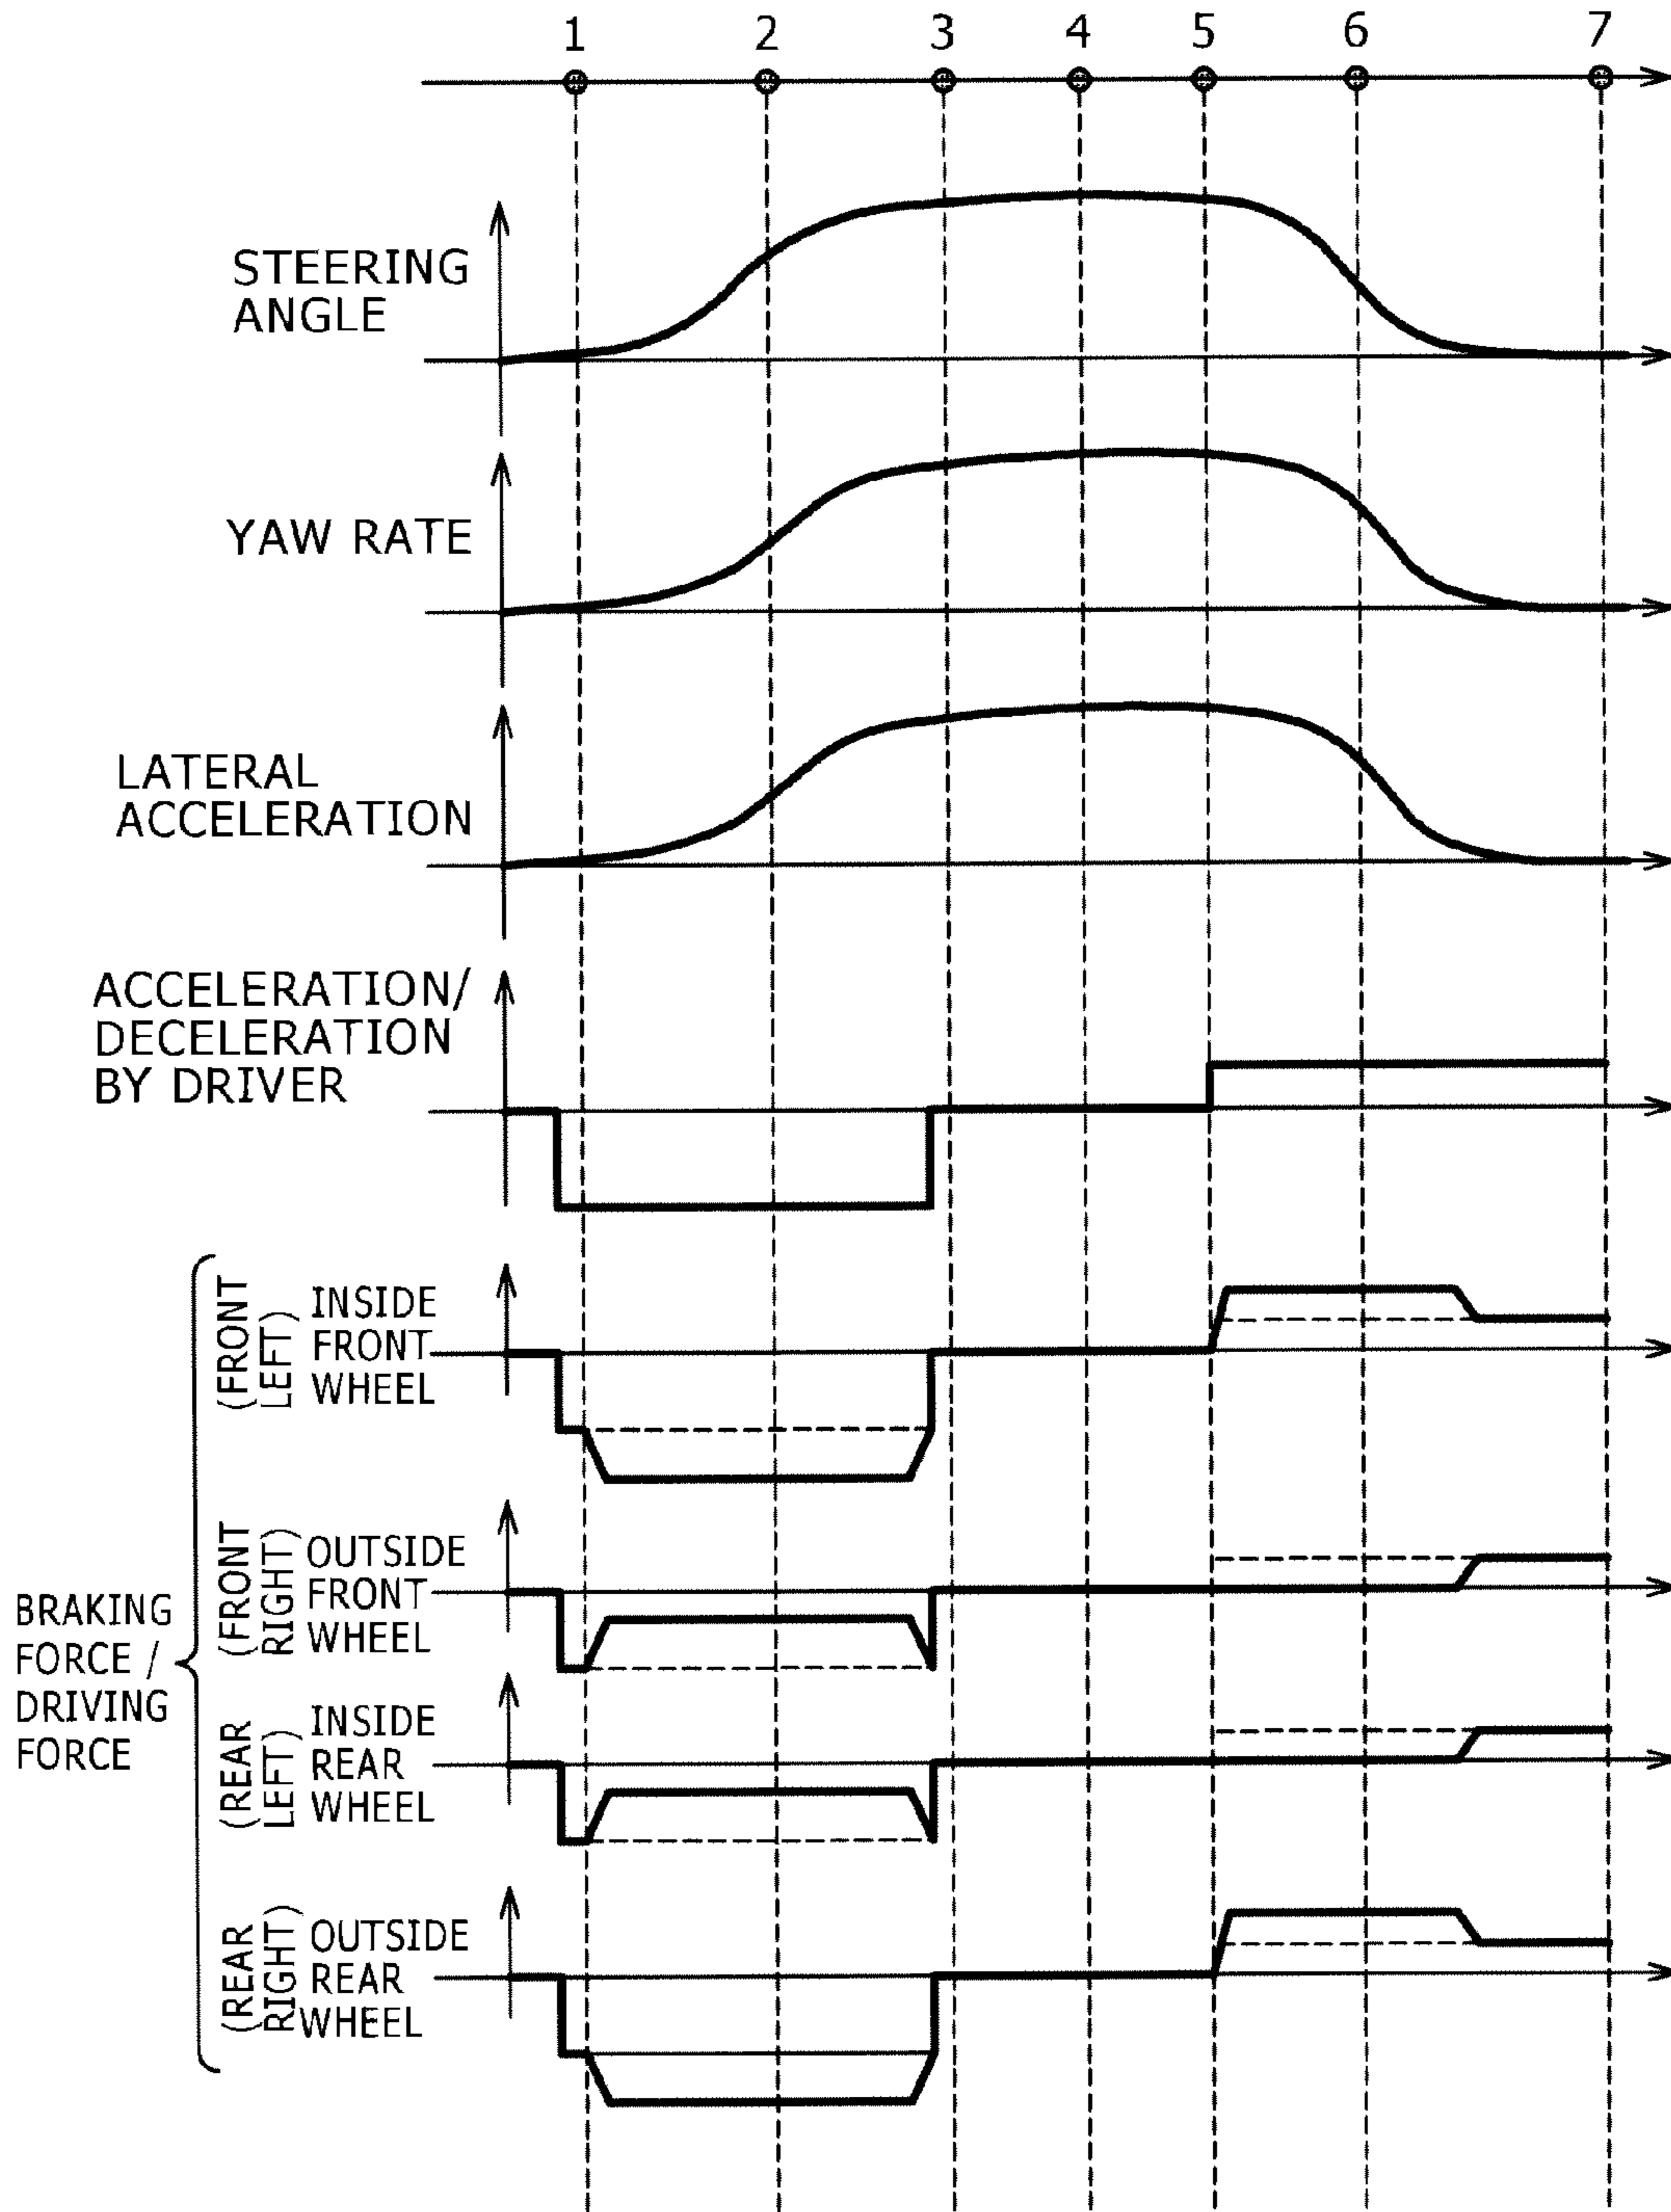 1 2 3 4 5 6 7
STEERING
ANGLE
YAW RATE
LATERAL
ACCELERATION
ACCELERATION/
DECELERATION
BY DRIVER
BRAKING
FORCE /
DRIVING
FORCE
(FRONT
LEFT)
INSIDE
FRONT
WHEEL
(FRONT
RIGHT)
OUTSIDE
FRONT
WHEEL
(REAR
LEFT)
INSIDE
REAR
WHEEL
(REAR
RIGHT)
OUTSIDE
REAR
WHEEL